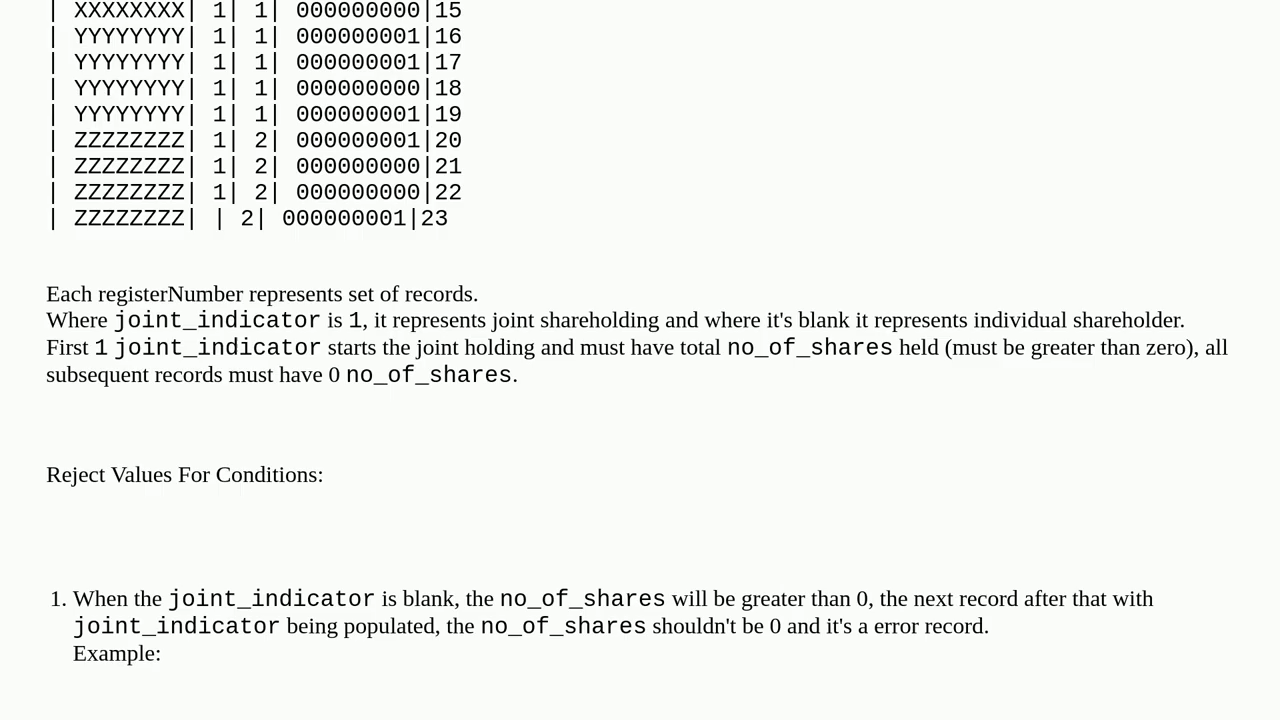 | XXXXXXXX| 1| 1| 000000000|15
| YYYYYYYY| 1| 1| 000000001|16
| YYYYYYYY| 1| 1| 000000001|17
| YYYYYYYY| 1| 1| 000000000|18
| YYYYYYYY| 1| 1| 000000001|19
| ZZZZZZZZ| 1| 2| 000000001|20
| ZZZZZZZZ| 1| 2| 000000000|21
| ZZZZZZZZ| 1| 2| 000000000|22
| ZZZZZZZZ| | 2| 000000001|23
Each registerNumber represents set of records.
Where joint_indicator is 1, it represents joint shareholding and where it's blank it represents individual shareholder.
First 1 joint_indicator starts the joint holding and must have total no_of_shares held (must be greater than zero), all
subsequent records must have 0 no_of_shares.
Reject Values For Conditions:
1. When the joint_indicator is blank, the no_of_shares will be greater than 0, the next record after that with
joint_indicator being populated, the no_of_shares shouldn't be 0 and it's a error record.
Example: